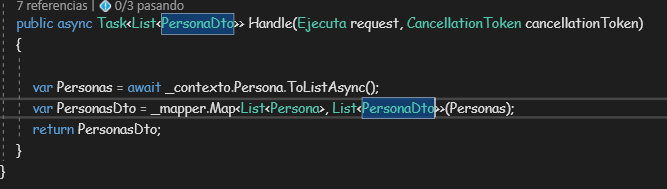 7 referencias | 0/3 pasando
public async Task<List<PersonaDto>> Handle(Ejecuta request, CancellationToken cancellationToken)
{
var Personas = await _contexto.Persona.ToListAsync();
var PersonasDto = _mapper.Map<List<Persona>, List<PersonaDto>>(Personas);
return PersonasDto;
}
}